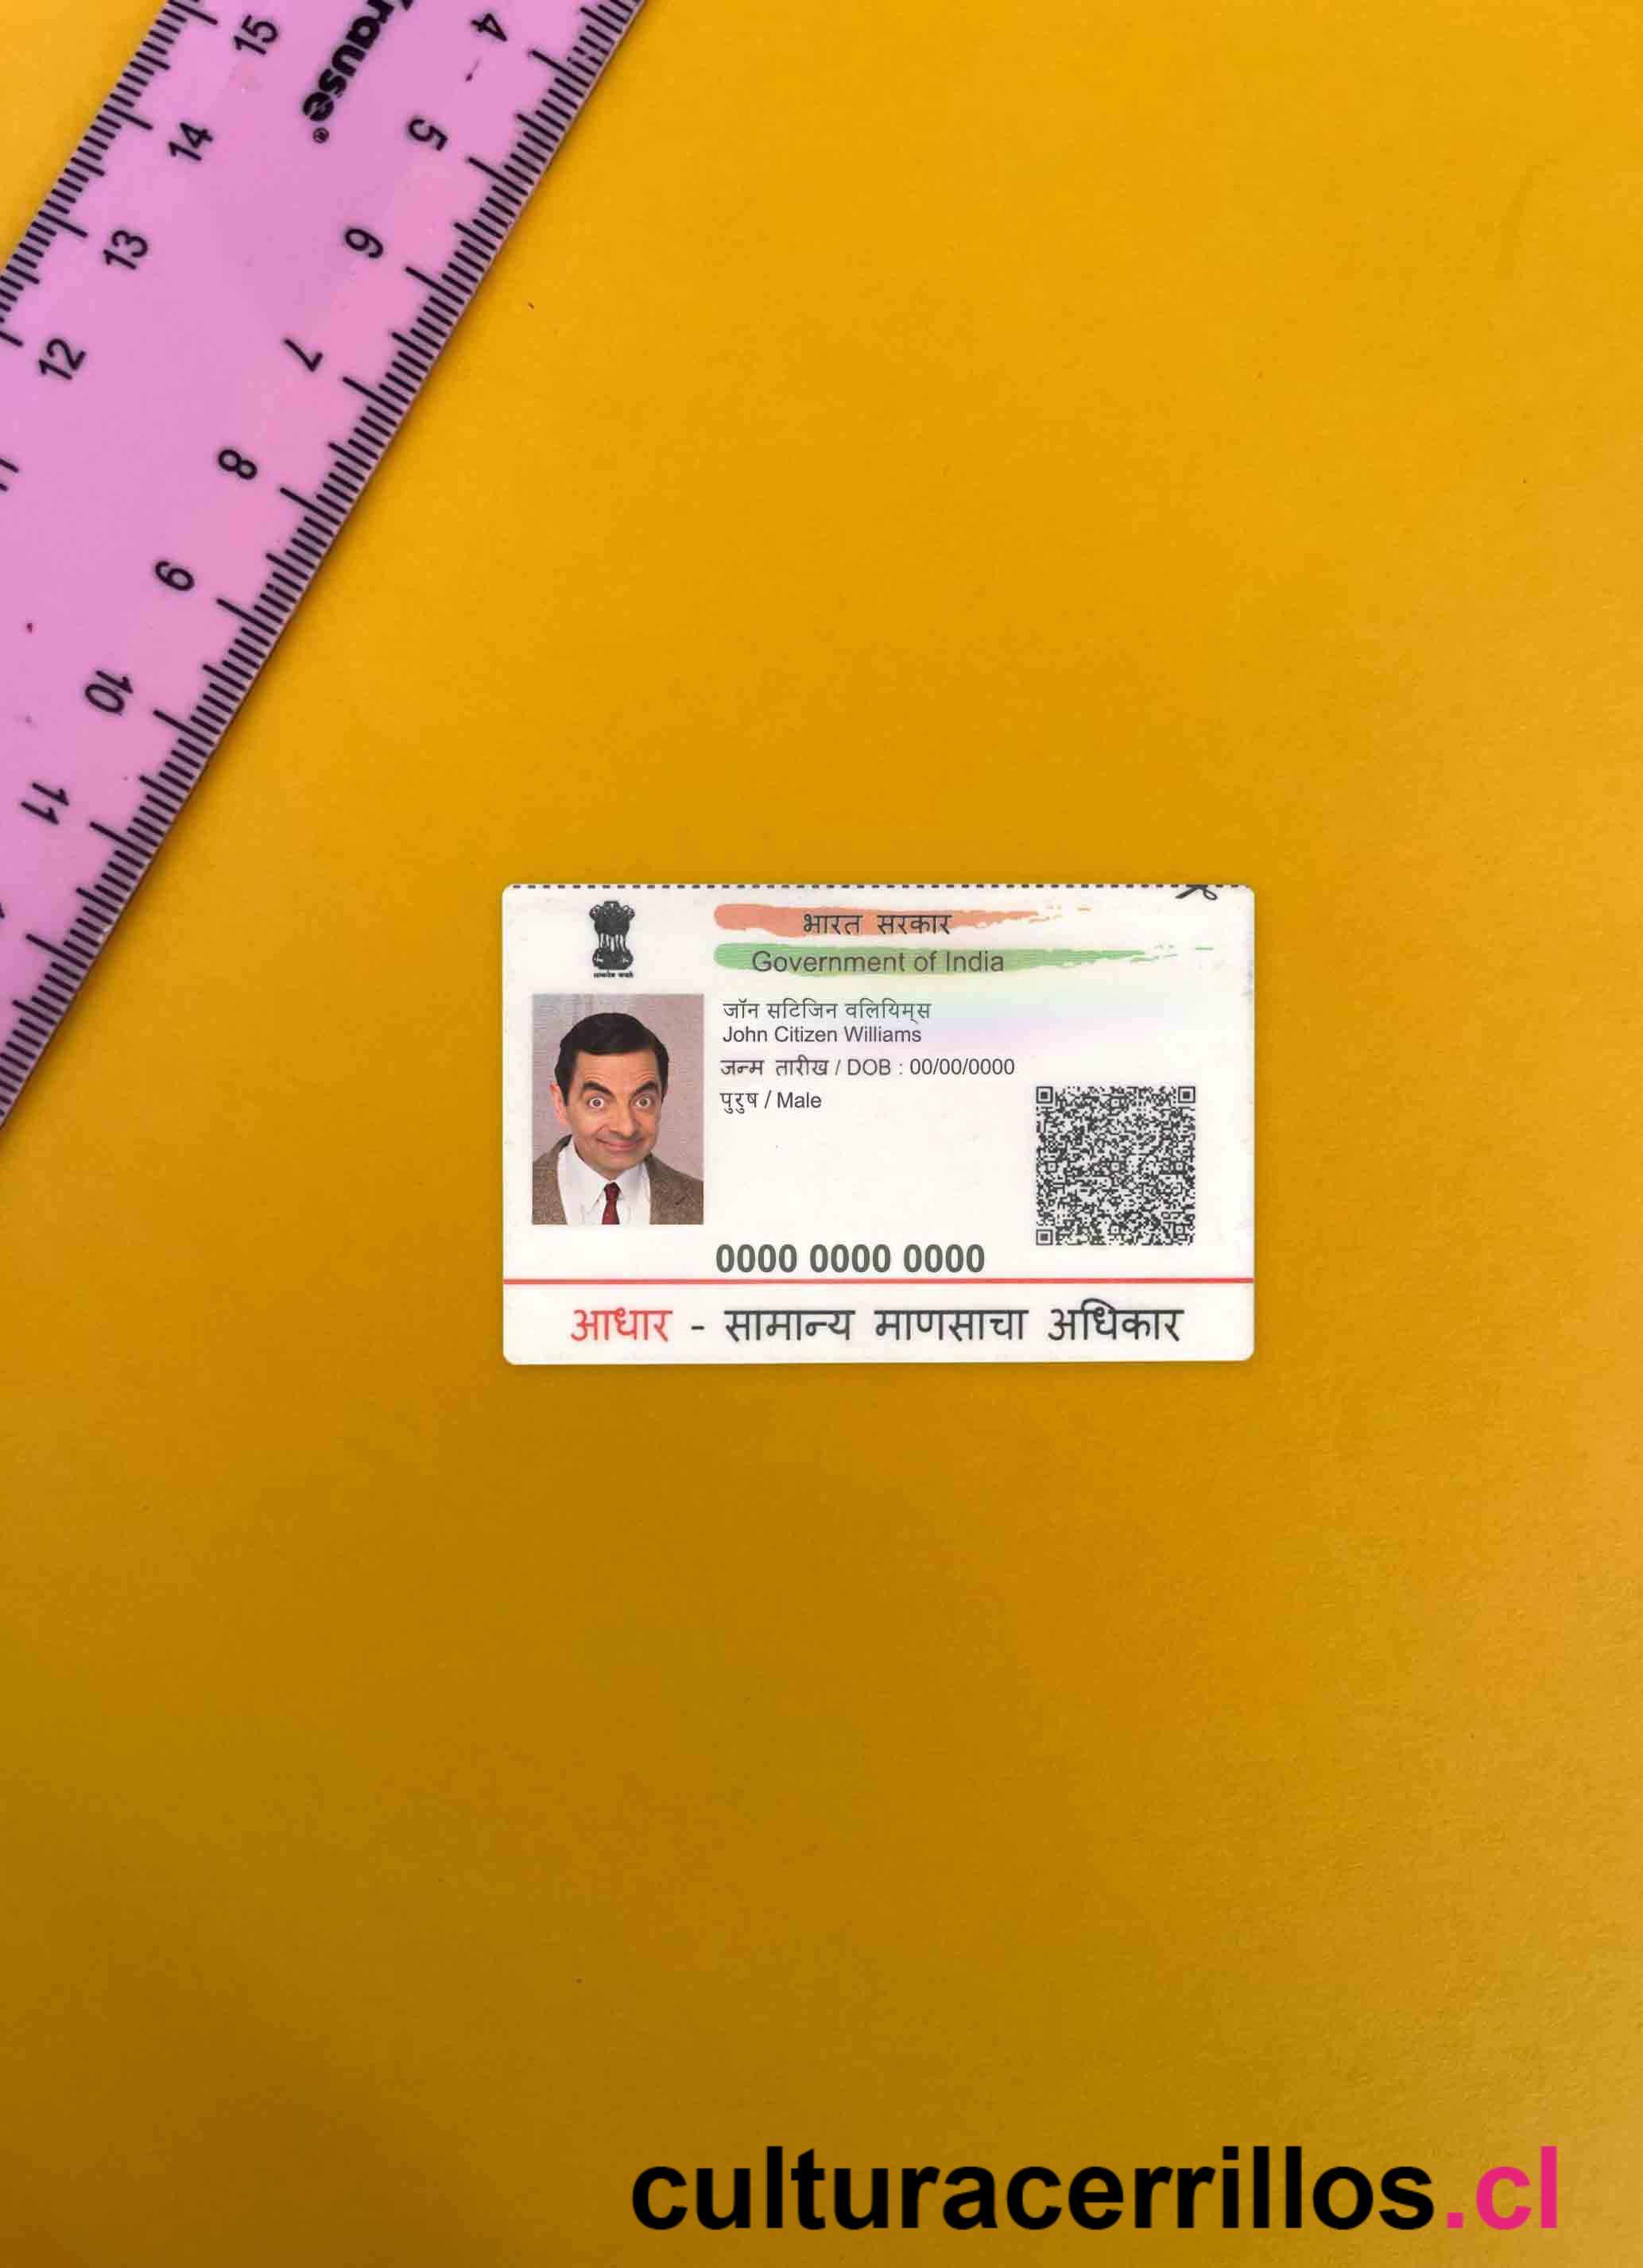 15
14
13
12
rause®
4
5
6
7
8
9
10
11
भारत सरकार
Government of India
जॉन सटिजिन वलियिम्स
John Citizen Williams
जन्म तारीख / DOB : 00/00/0000
पुरुष / Male
0000 0000 0000
आधार - सामान्य माणसाचा अधिकार
culturacerrillos.cl